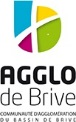 AGGLO
de Brive
COMMUNAUTÉ D'AGGLOMÉRATION
DU BASSIN DE BRIVE